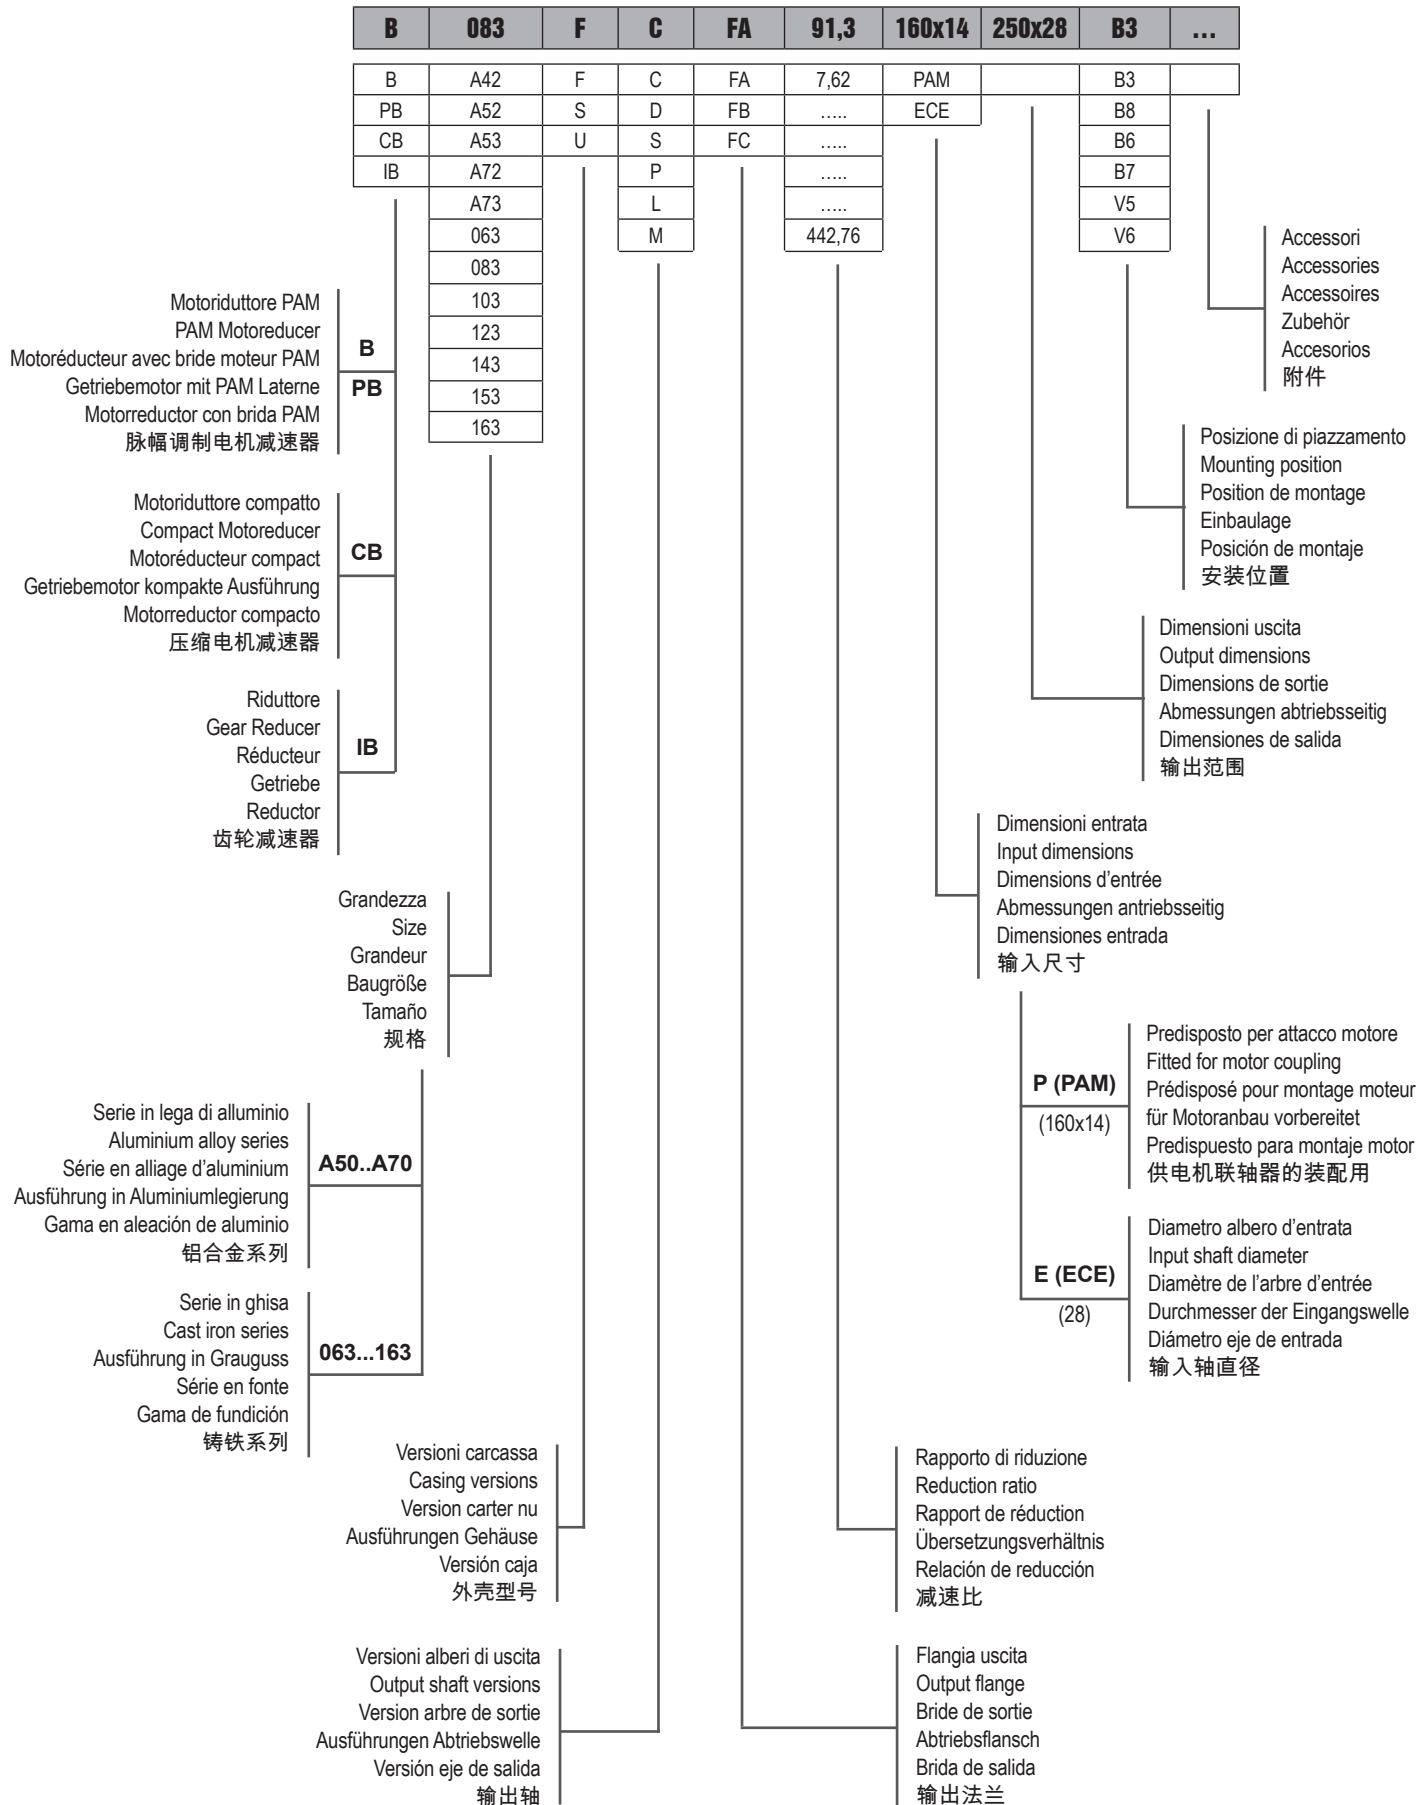 B 083 F C FA 91,3 160x14 250x28 B3 ...
B A42 F C FA 7,62 PAM B3
PB A52 S D FB ..... ECE B8
CB A53 U S FC ..... B6
IB A72 P ..... B7
A73 L ..... V5
063 M 442,76 V6
083
103
123
143
153
163
Motoriduttore PAM
PAM Motoreducer
Motoréducteur avec bride moteur PAM
Getriebemotor mit PAM Laterne
Motorreductor con brida PAM
脉幅调制电机减速器
B
PB
Motoriduttore compatto
Compact Motoreducer
Motoréducteur compact
Getriebemotor kompakte Ausführung
Motorreductor compacto
压缩电机减速器
CB
Riduttore
Gear Reducer
Réducteur
Getriebe
Reductor
齿轮减速器
IB
Grandezza
Size
Grandeur
Baugröße
Tamaño
规格
Serie in lega di alluminio
Aluminium alloy series
Série en alliage d’aluminium
Ausführung in Aluminiumlegierung
Gama en aleación de aluminio
铝合金系列
A50..A70
Serie in ghisa
Cast iron series
Ausführung in Grauguss
Série en fonte
Gama de fundición
铸铁系列
063...163
Versioni carcassa
Casing versions
Version carter nu
Ausführungen Gehäuse
Versión caja
外壳型号
Versioni alberi di uscita
Output shaft versions
Version arbre de sortie
Ausführungen Abtriebswelle
Versión eje de salida
输出轴
Accessori
Accessories
Accessoires
Zubehör
Accesorios
附件
Posizione di piazzamento
Mounting position
Position de montage
Einbaulage
Posición de montaje
安装位置
Dimensioni uscita
Output dimensions
Dimensions de sortie
Abmessungen abtriebsseitig
Dimensiones de salida
输出范围
Dimensioni entrata
Input dimensions
Dimensions d’entrée
Abmessungen antriebsseitig
Dimensiones entrada
输入尺寸
P (PAM)
(160x14)
Predisposto per attacco motore
Fitted for motor coupling
Prédisposé pour montage moteur
für Motoranbau vorbereitet
Predispuesto para montaje motor
供电机联轴器的装配用
E (ECE)
(28)
Diametro albero d’entrata
Input shaft diameter
Diamètre de l’arbre d’entrée
Durchmesser der Eingangswelle
Diámetro eje de entrada
输入轴直径
Rapporto di riduzione
Reduction ratio
Rapport de réduction
Übersetzungsverhältnis
Relación de reducción
减速比
Flangia uscita
Output flange
Bride de sortie
Abtriebsflansch
Brida de salida
输出法兰